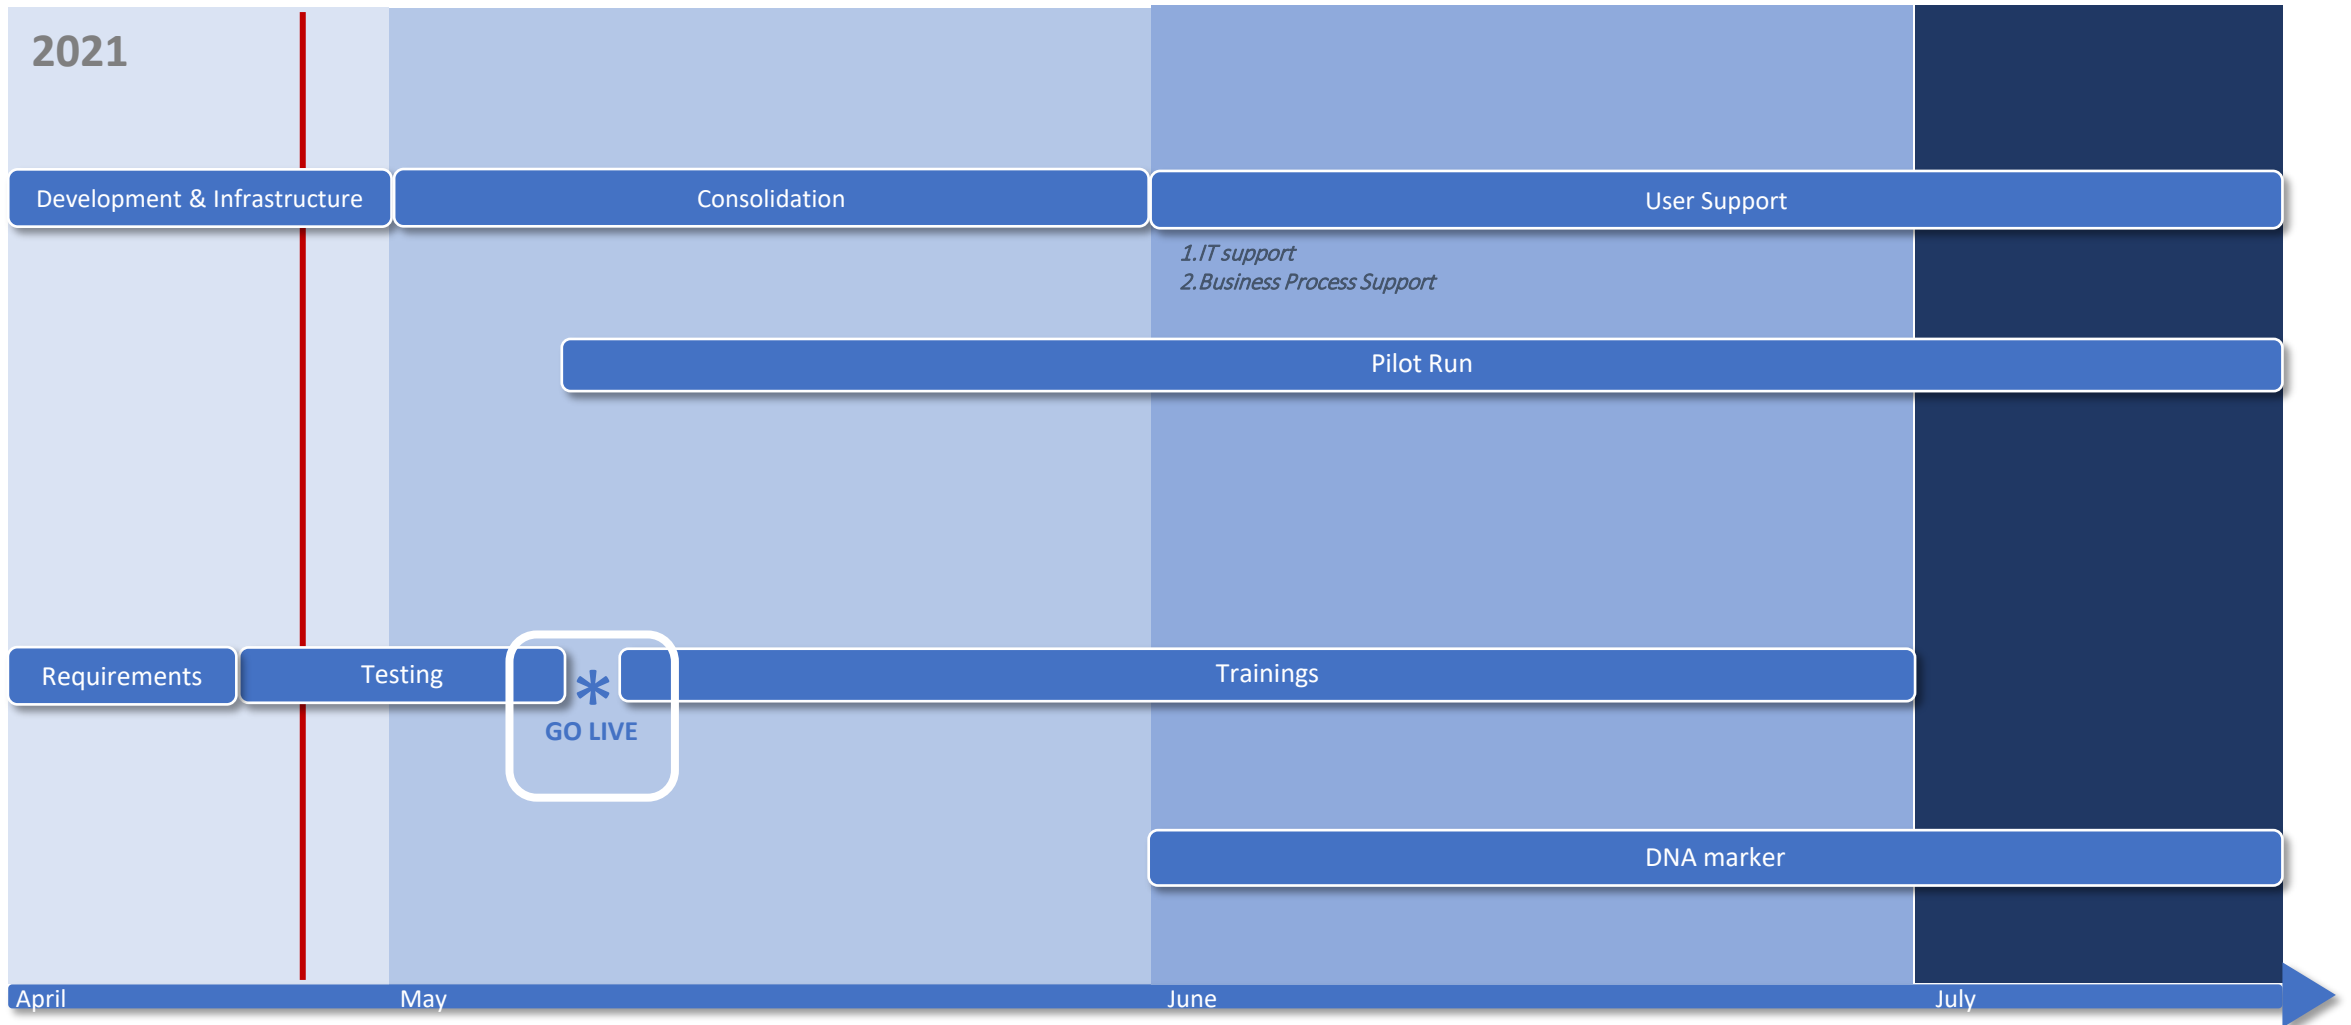 2021
Development & Infrastructure
Consolidation
User Support
1.IT support
2.Business Process Support
Pilot Run
Requirements
Testing
*
GO LIVE
Trainings
DNA marker
April
May
June
July